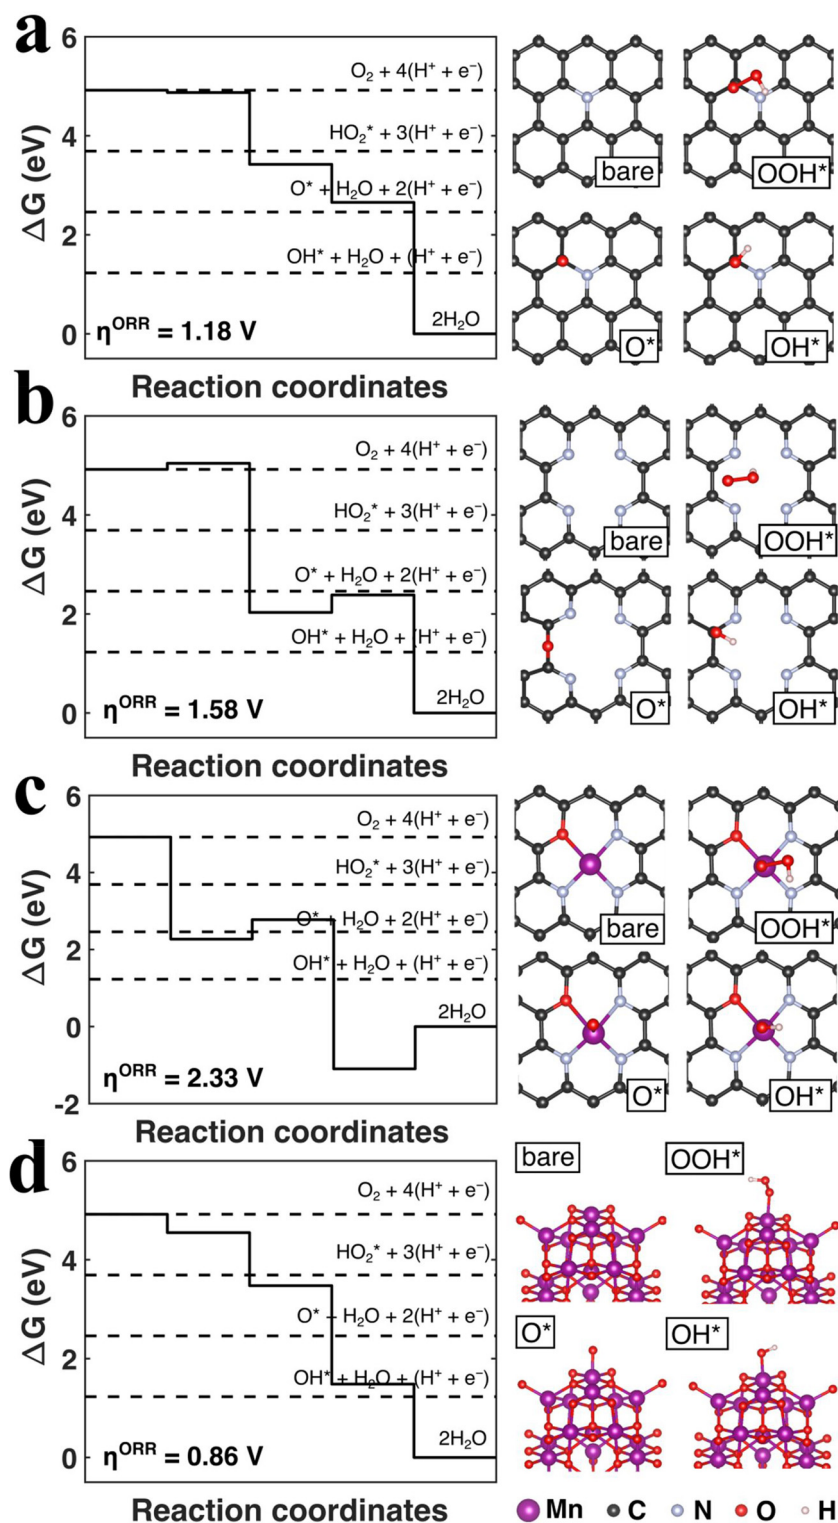 a
6
4
2
0
ΔG (eV)
O₂ + 4(H⁺ + e⁻)
HO₂* + 3(H⁺ + e⁻)
O* + H₂O + 2(H⁺ + e⁻)
OH* + H₂O + (H⁺ + e⁻)
2H₂O
ηᴼᴿᴿ = 1.18 V
Reaction coordinates
bare
OOH*
O*
OH*
b
6
4
2
0
ΔG (eV)
O₂ + 4(H⁺ + e⁻)
HO₂* + 3(H⁺ + e⁻)
O* + H₂O + 2(H⁺ + e⁻)
OH* + H₂O + (H⁺ + e⁻)
2H₂O
ηᴼᴿᴿ = 1.58 V
Reaction coordinates
bare
OOH*
O*
OH*
c
6
4
2
0
-2
ΔG (eV)
O₂ + 4(H⁺ + e⁻)
HO₂* + 3(H⁺ + e⁻)
O* + H₂O + 2(H⁺ + e⁻)
OH* + H₂O + (H⁺ + e⁻)
2H₂O
ηᴼᴿᴿ = 2.33 V
Reaction coordinates
bare
OOH*
O*
OH*
d
6
4
2
0
ΔG (eV)
O₂ + 4(H⁺ + e⁻)
HO₂* + 3(H⁺ + e⁻)
O* + H₂O + 2(H⁺ + e⁻)
OH* + H₂O + (H⁺ + e⁻)
2H₂O
ηᴼᴿᴿ = 0.86 V
Reaction coordinates
bare
OOH*
O*
OH*
Mn C N O H